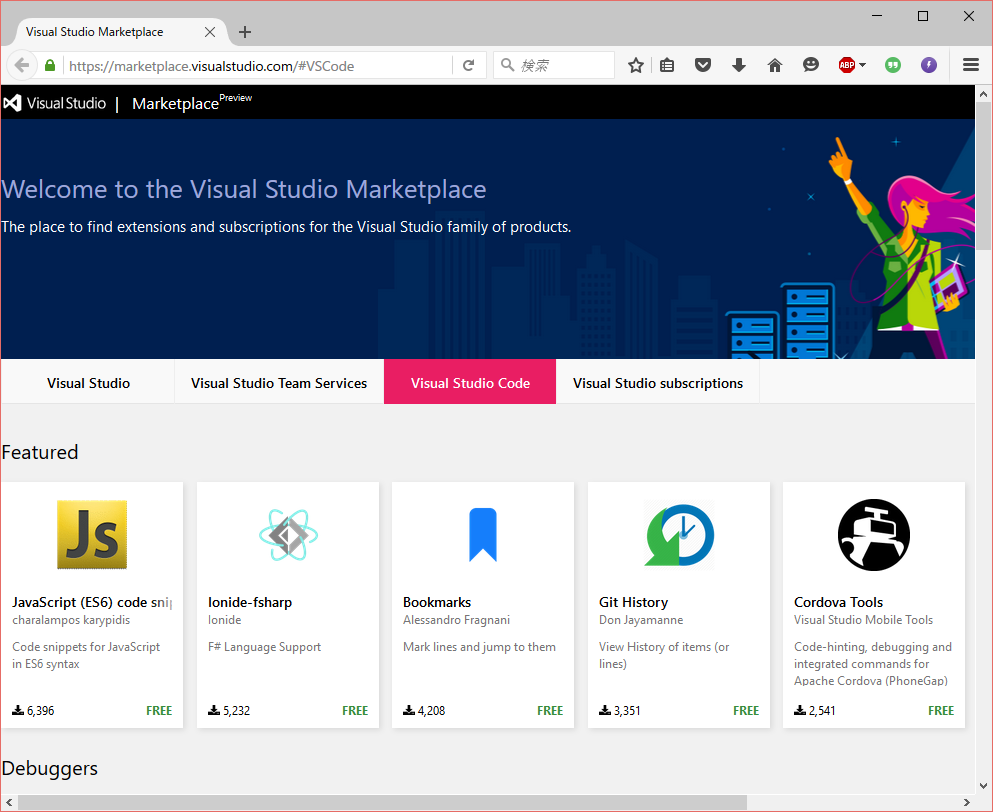 Visual Studio Marketplace
https://marketplace.visualstudio.com/#VSCode
検索
ABP
Visual Studio | Marketplace Preview
Welcome to the Visual Studio Marketplace
The place to find extensions and subscriptions for the Visual Studio family of products.
Visual Studio Visual Studio Team Services Visual Studio Code Visual Studio subscriptions
Featured
Js
JavaScript (ES6) code snip
charalampos karypidis
Code snippets for JavaScript
in ES6 syntax
6,396 FREE
Ionide-fsharp
Ionide
F# Language Support
5,232 FREE
Bookmarks
Alessandro Fragnani
Mark lines and jump to them
4,208 FREE
Git History
Don Jayamanne
View History of items (or
lines)
3,351 FREE
Cordova Tools
Visual Studio Mobile Tools
Code-hinting, debugging and
integrated commands for
Apache Cordova (PhoneGap)
2,541 FREE
Debuggers